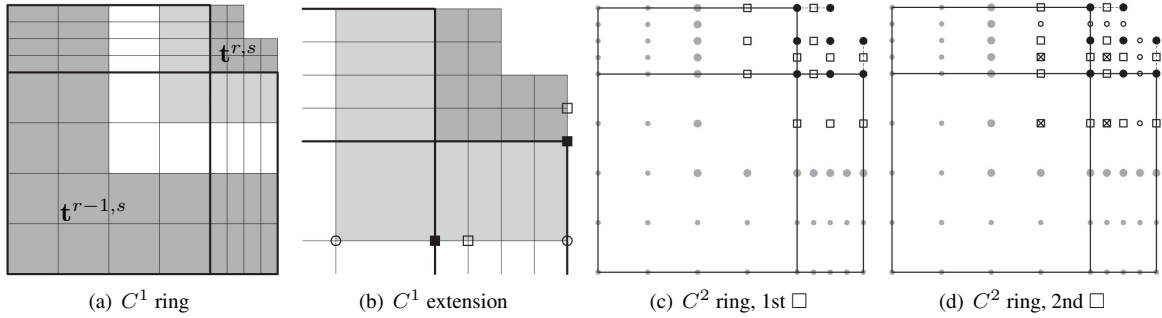 t^{r,s}
t^{r−1,s}
(a) C^1 ring
(b) C^1 extension
(c) C^2 ring, 1st □
(d) C^2 ring, 2nd □